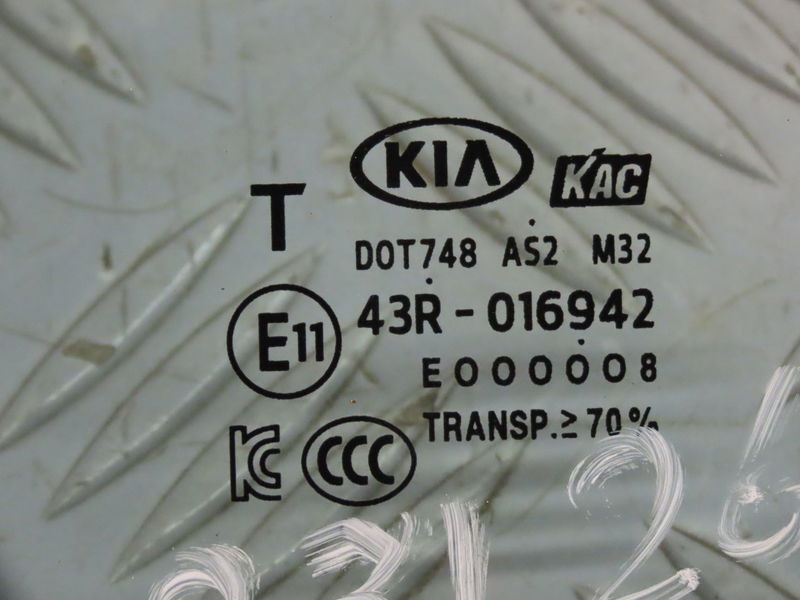 KIA KAC
T
DOT748 AS2 M32
E11 43R-016942
E000008
TRANSP.≥70%
KC CCC